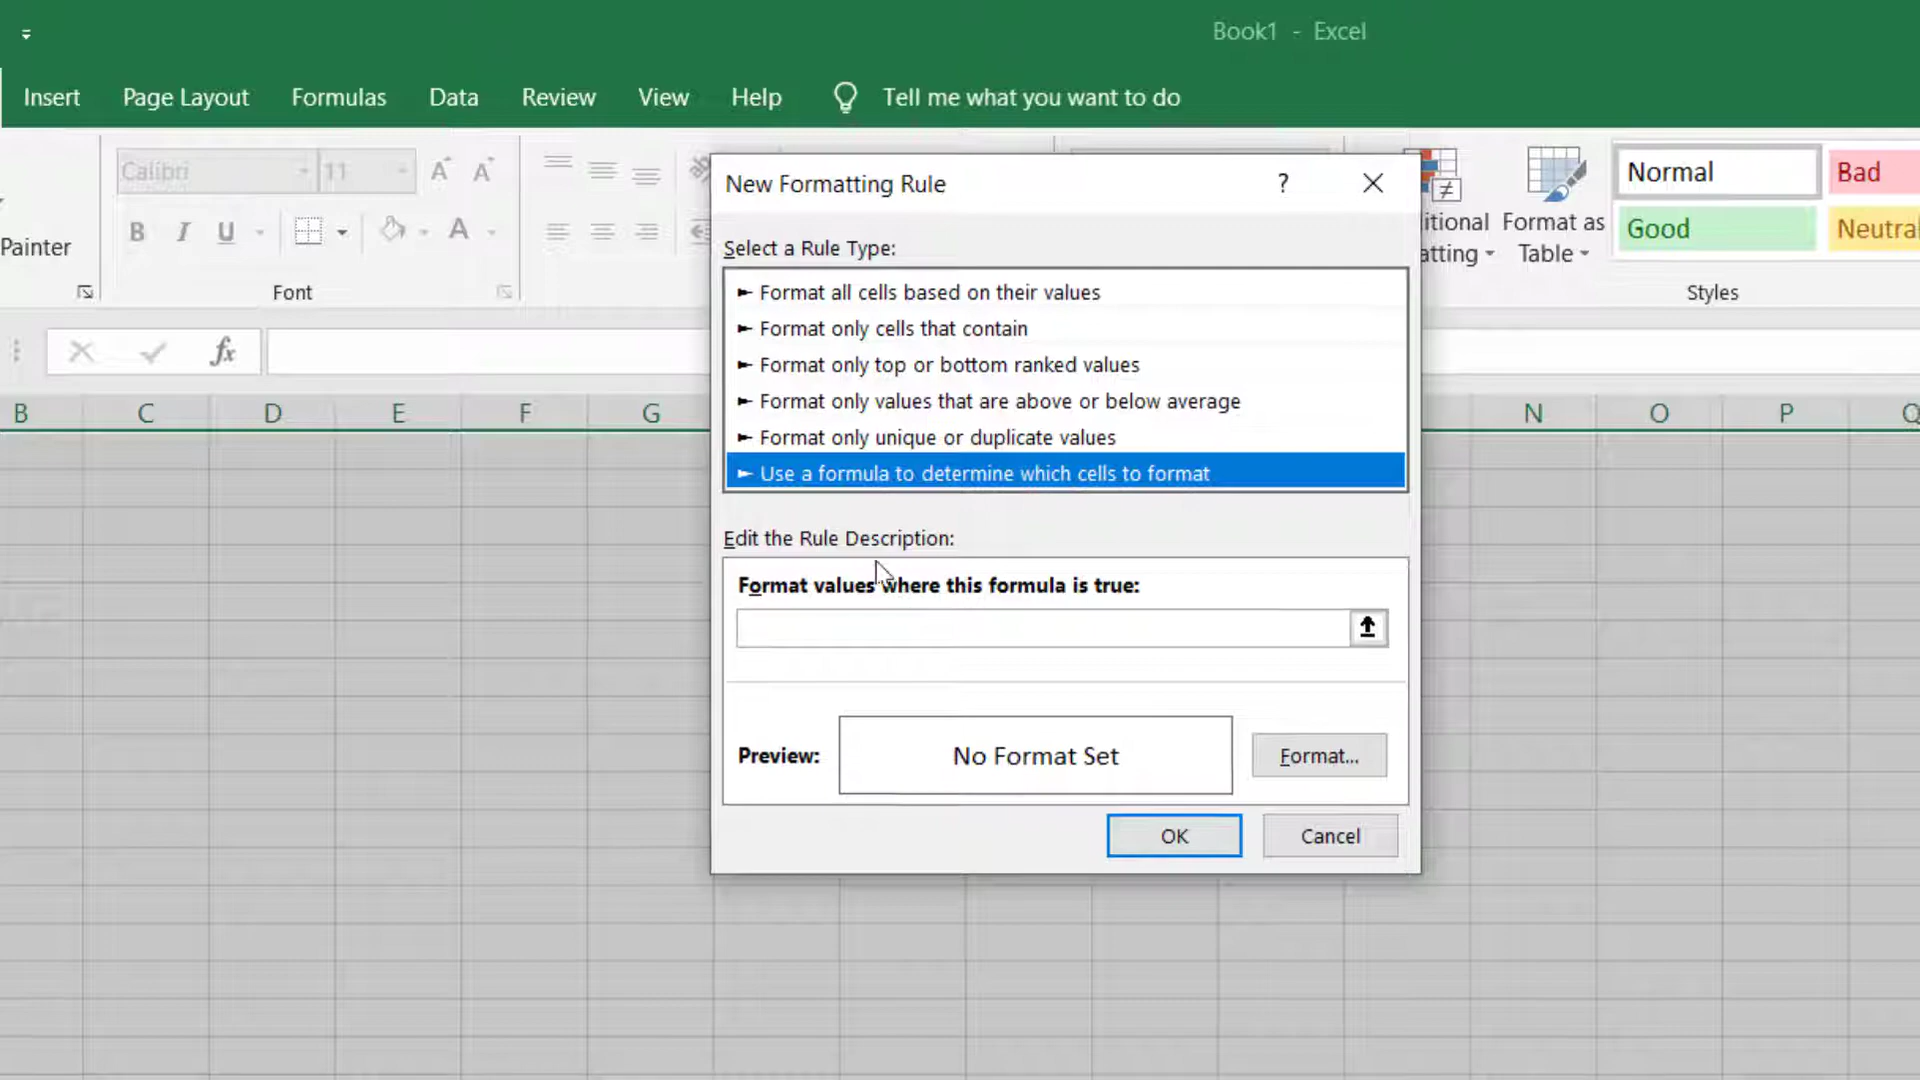 Book1 - Excel
Insert Page Layout Formulas Data Review View Help Tell me what you want to do
Calibri 11 A A
B I U A
Painter
Font
itional
atting
Format as
Table
Normal Bad
Good Neutral
Styles
fx
B C D E F G N O P Q
New Formatting Rule ?
Select a Rule Type:
► Format all cells based on their values
► Format only cells that contain
► Format only top or bottom ranked values
► Format only values that are above or below average
► Format only unique or duplicate values
► Use a formula to determine which cells to format
Edit the Rule Description:
Format values where this formula is true:
Preview: No Format Set Format...
OK Cancel